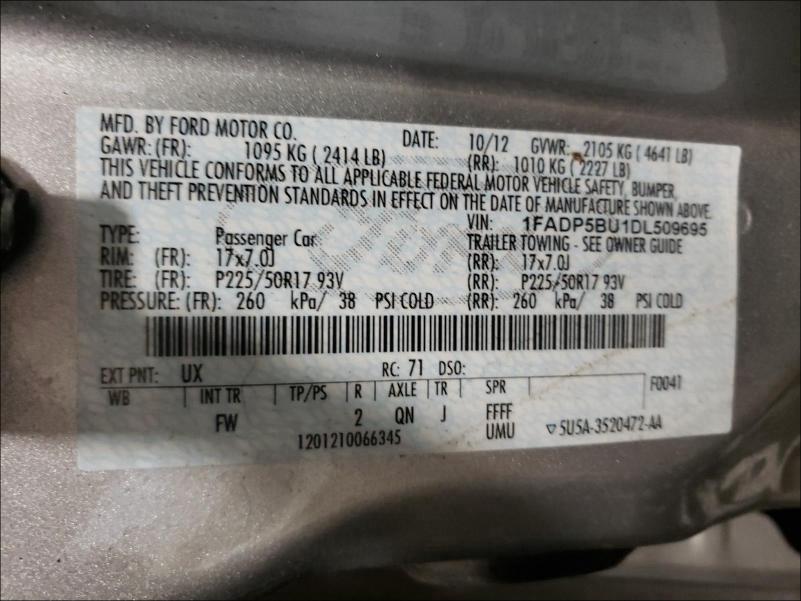 MFD. BY FORD MOTOR CO.
DATE: 10/12 GVWR: 2105 KG ( 4641 LB)
GAWR: (FR): 1095 KG ( 2414 LB) (RR): 1010 KG ( 2227 LB)
THIS VEHICLE CONFORMS TO ALL APPLICABLE FEDERAL MOTOR VEHICLE SAFETY, BUMPER,
AND THEFT PREVENTION STANDARDS IN EFFECT ON THE DATE OF MANUFACTURE SHOWN ABOVE.
VIN: 1FADP5BU1DL509695
TYPE: Passenger Car TRAILER TOWING - SEE OWNER GUIDE
RIM: (FR): 17x7.0J (RR): 17x7.0J
TIRE: (FR): P225/50R17 93V (RR): P225/50R17 93V
PRESSURE: (FR): 260 kPa/ 38 PSI COLD (RR): 260 kPa/ 38 PSI COLD
EXT PNT: UX RC: 71 DSO:
WB INT TR TP/PS R AXLE TR SPR F0041
FW 2 QN J FFFF
UMU
1201210066345 5U5A-3520472-AA